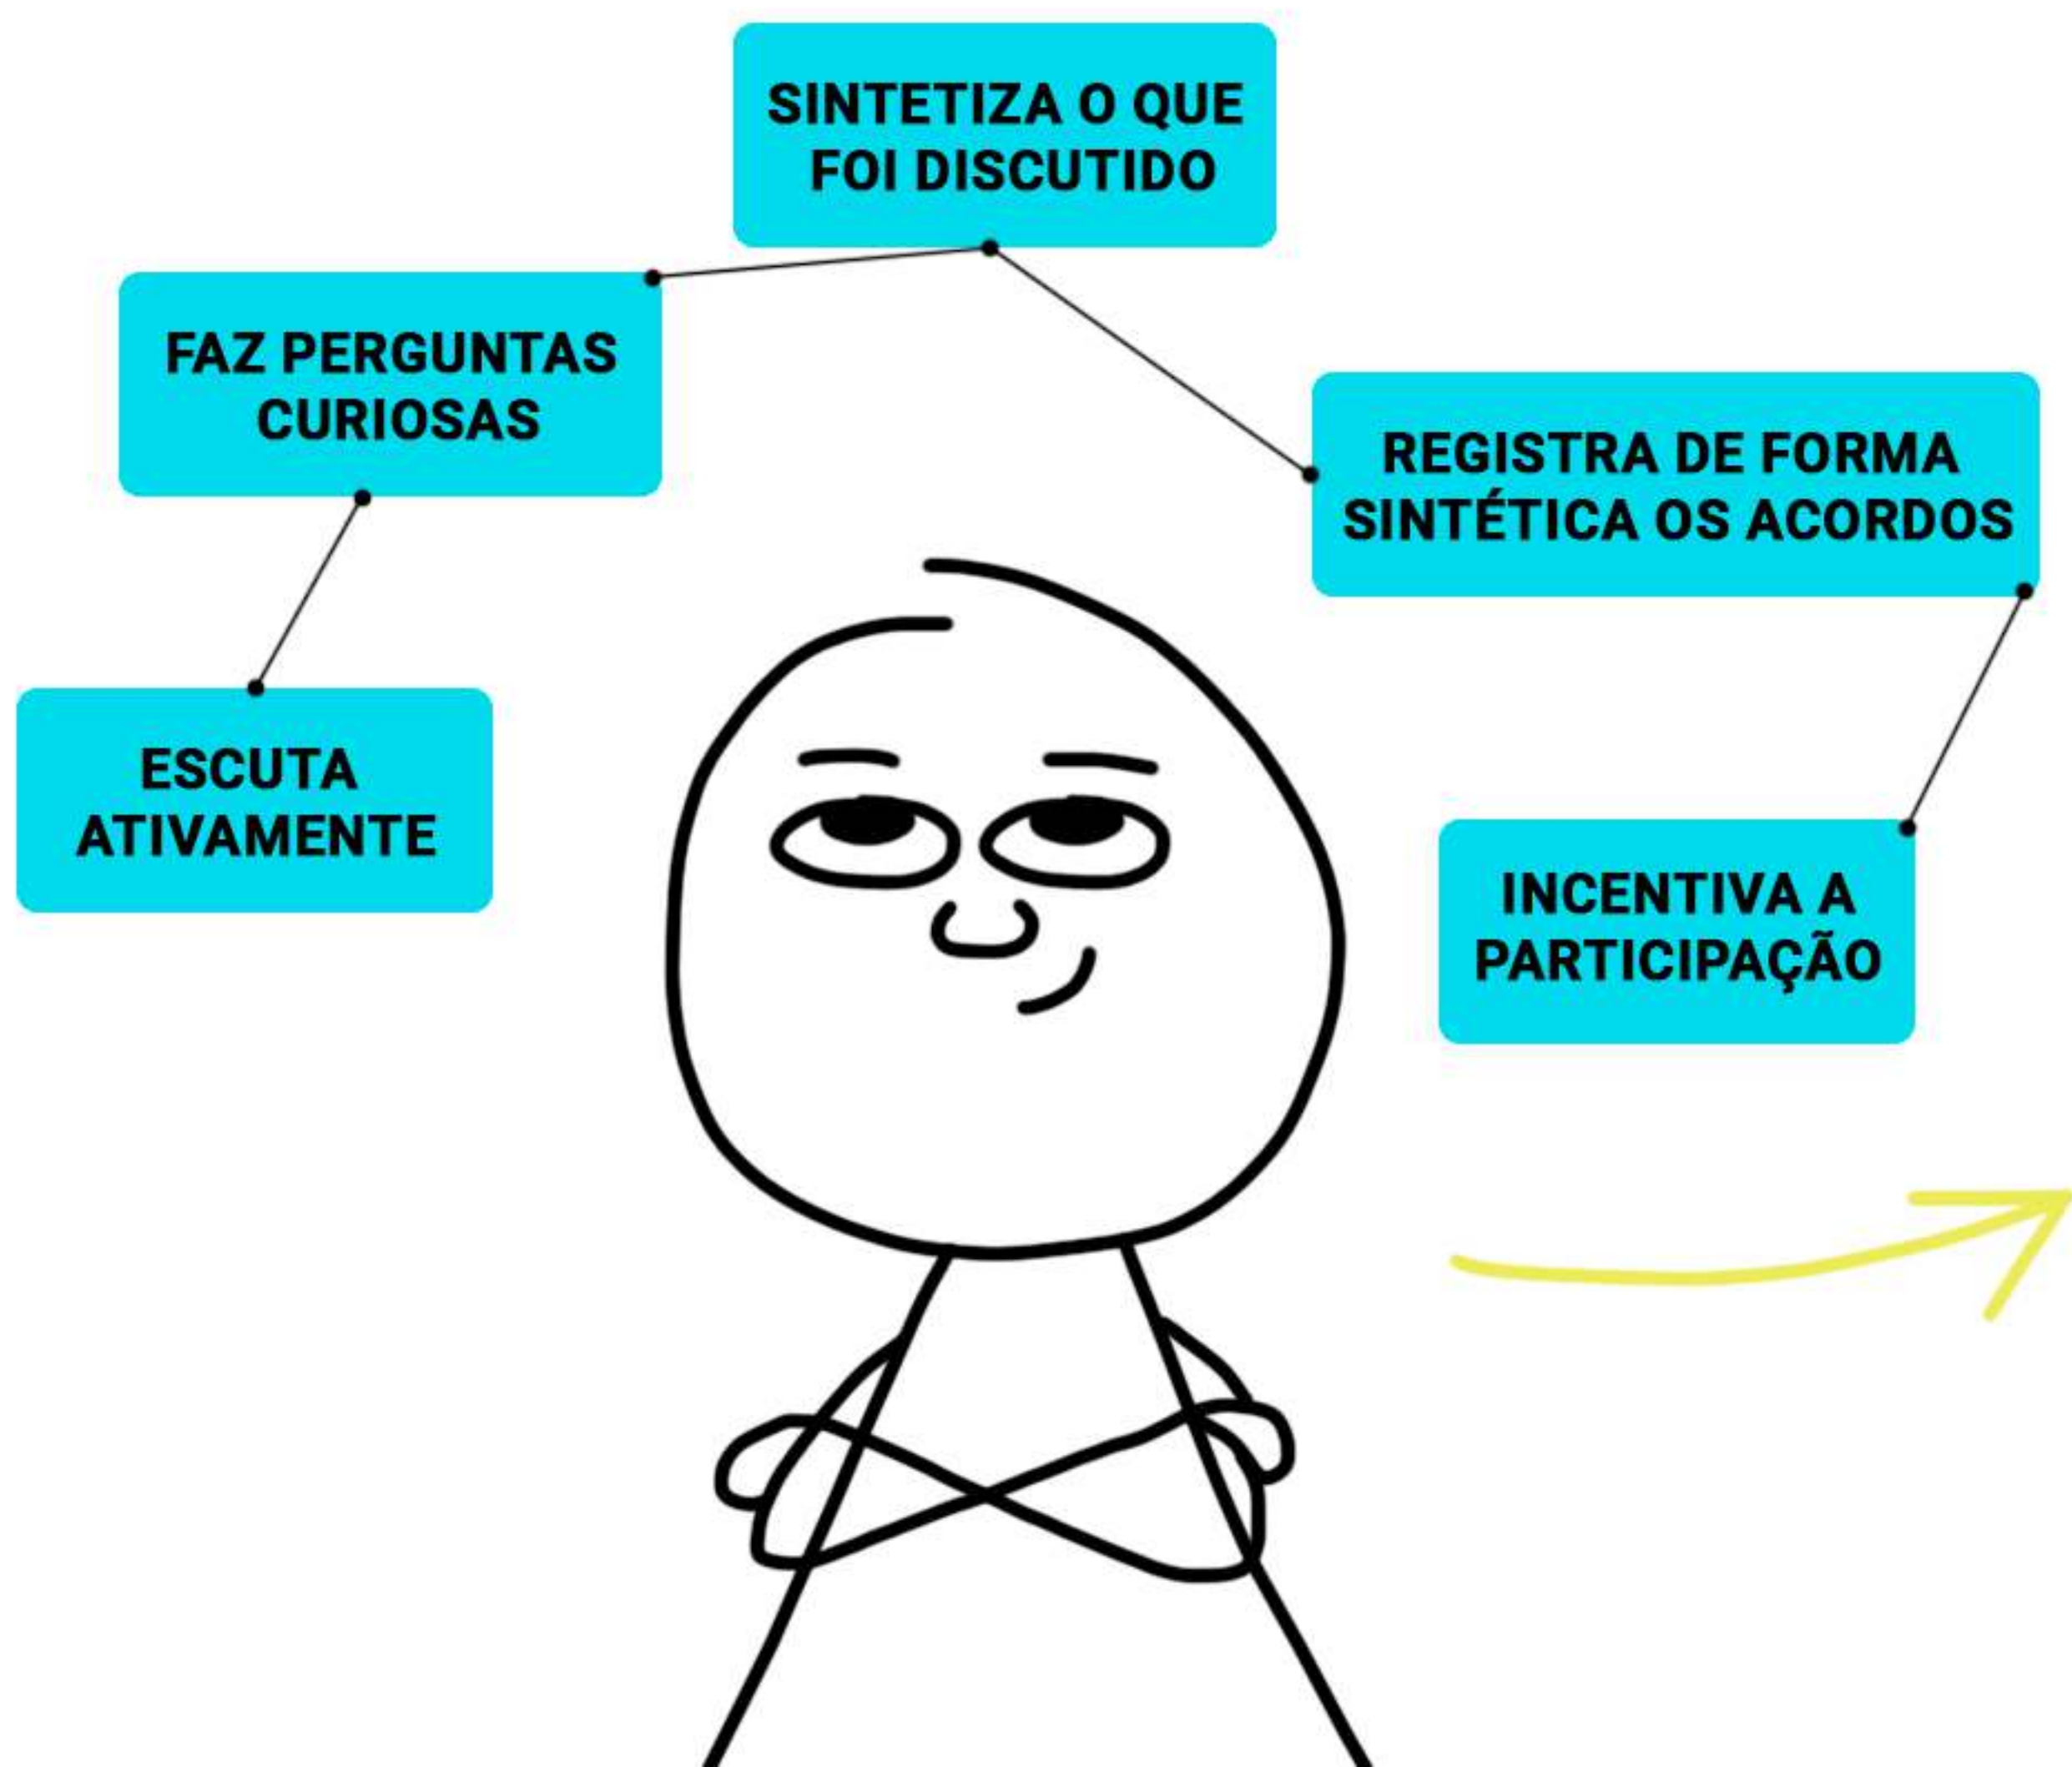 SINTETIZA O QUE
FOI DISCUTIDO
FAZ PERGUNTAS
CURIOSAS
REGISTRA DE FORMA
SINTÉTICA OS ACORDOS
ESCUTA
ATIVAMENTE
INCENTIVA A
PARTICIPAÇÃO